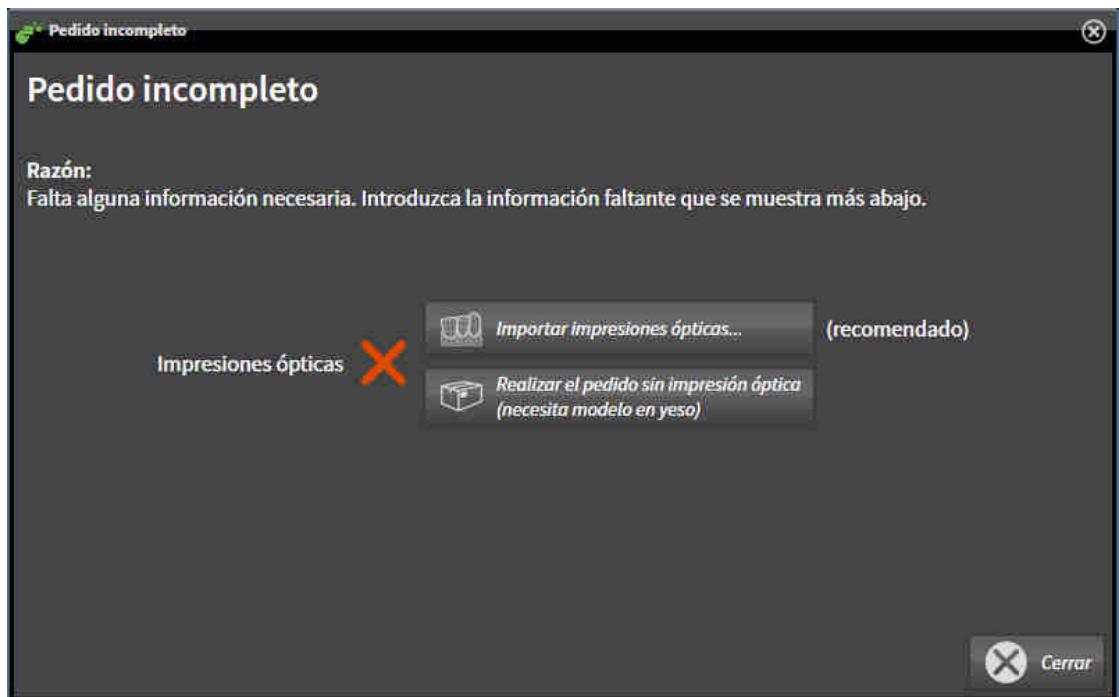 Pedido incompleto
Pedido incompleto
Razón:
Falta alguna información necesaria. Introduzca la información faltante que se muestra más abajo.
Impresiones ópticas
Importar impresiones ópticas...
(recomendado)
Realizar el pedido sin impresión óptica
(necesita modelo en yeso)
Cerrar